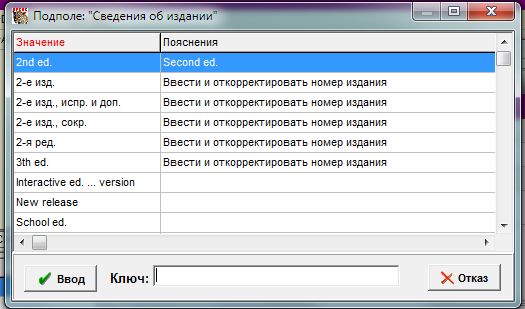 Подполе: "Сведения об издании"
Значение Пояснения
2nd ed. Second ed.
2-е изд. Ввести и откорректировать номер издания
2-е изд., испр. и доп. Ввести и откорректировать номер издания
2-е изд., сокр. Ввести и откорректировать номер издания
2-я ред. Ввести и откорректировать номер издания
3th ed. Ввести и откорректировать номер издания
Interactive ed. ... version
New release
School ed.
Ввод Ключ: Отказ